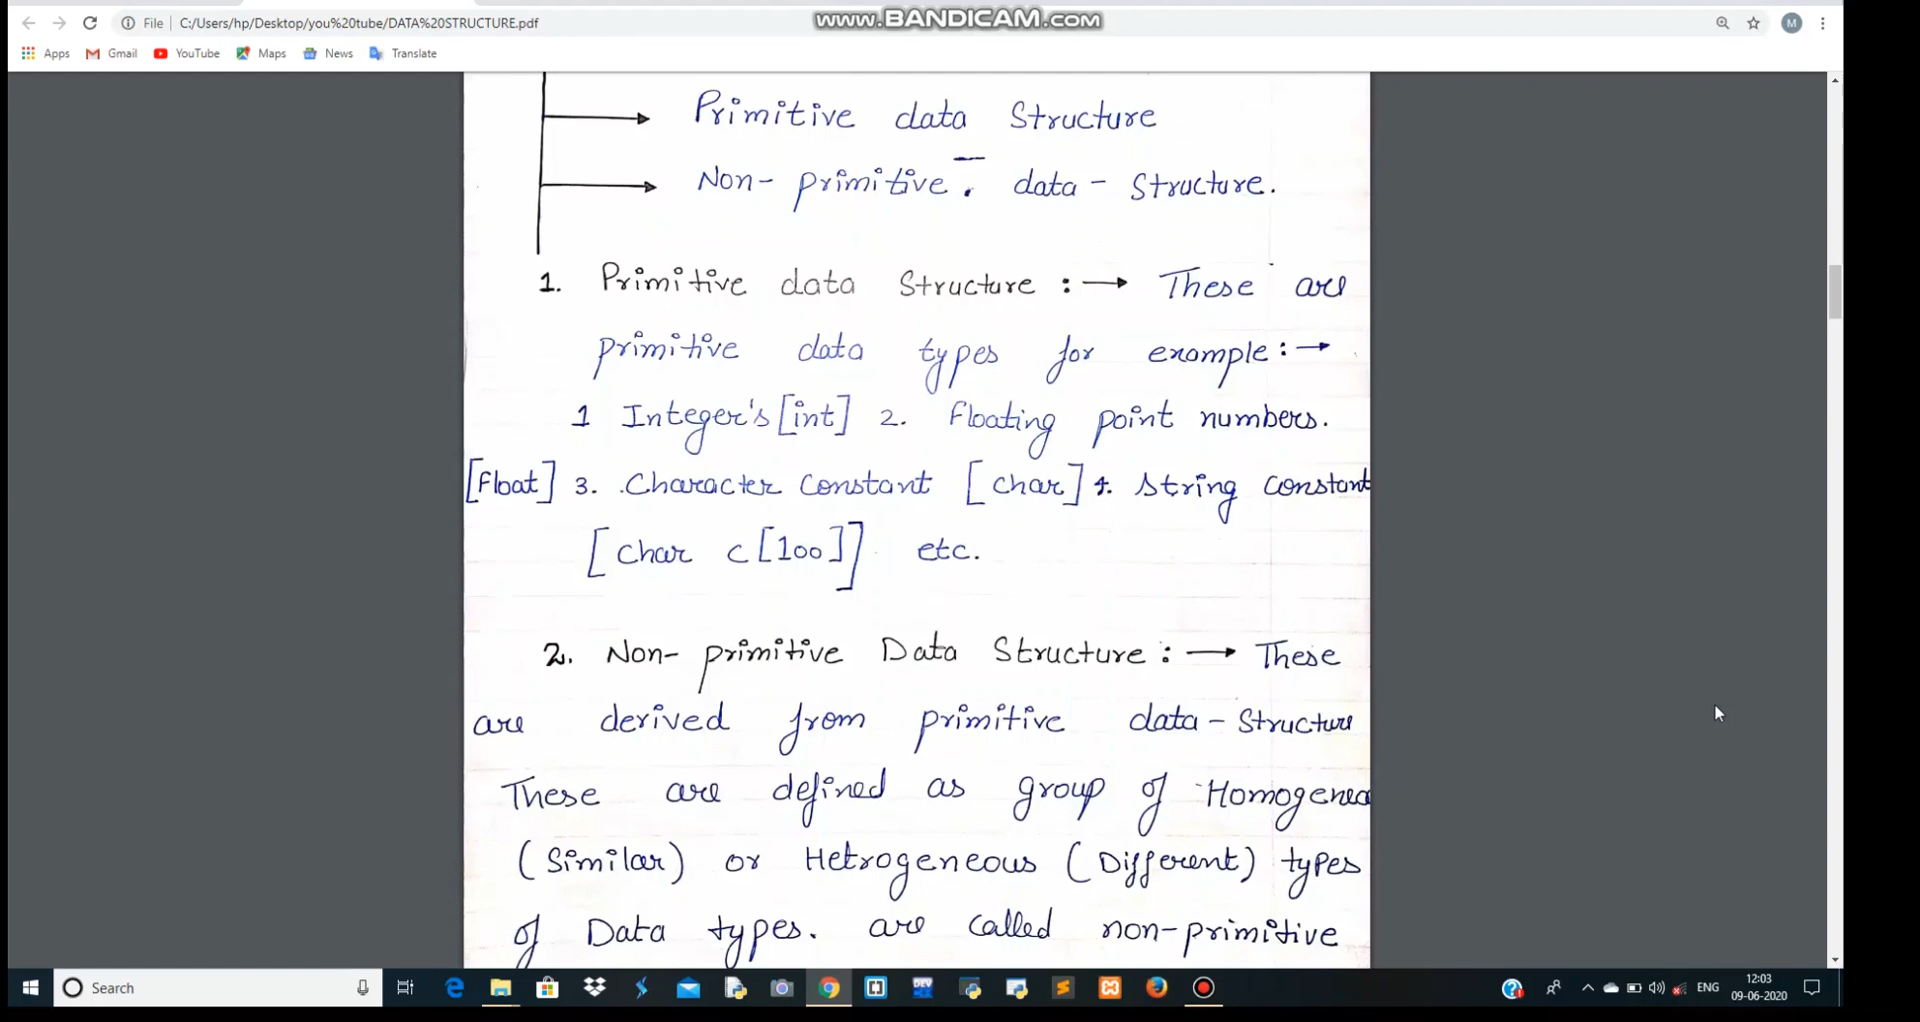 www.BANDICAM.com
File C:/Users/hp/Desktop/you%20tube/DATA%20STRUCTURE.pdf
M
Apps Gmail YouTube Maps News Translate
Primitive data Structure
Non-primitive. data-Structure.
1. Primitive data Structure :→ These are
primitive data types for example :→
1 Integer's [int] 2. Floating point numbers.
[Float] 3. Character Constant [char] 4. String constant
[char c[100]] etc.
2. Non-primitive Data Structure :→ These
are derived from primitive data-Structure
These are defined as group of Homogenea
(Similar) or Hetrogeneous (Different) types
of Data types. are called non-primitive
Search
DEV
ENG
12:03
09-06-2020